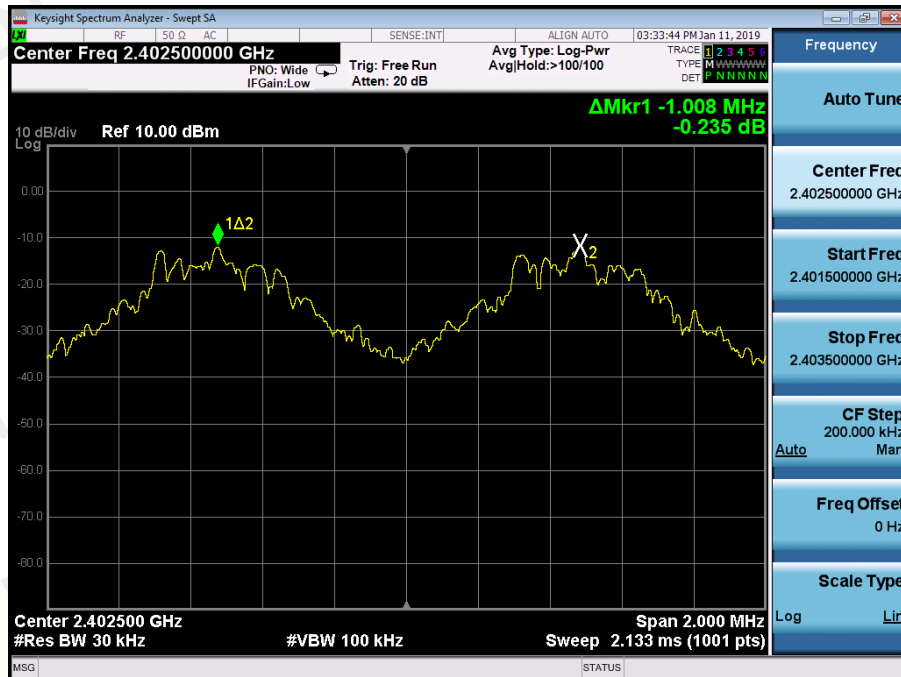 Keysight Spectrum Analyzer - Swept SA
LXI RF 50 Ω AC SENSE:INT ALIGN AUTO 03:33:44 PM Jan 11, 2019
Center Freq 2.402500000 GHz
PNO: Wide
IFGain:Low
Trig: Free Run
Atten: 20 dB
Avg Type: Log-Pwr
Avg|Hold:>100/100
TRACE 1 2 3 4 5 6
TYPE M WWWWW
DET P N N N N N
ΔMkr1 -1.008 MHz
-0.235 dB
10 dB/div Ref 10.00 dBm
Log
0.00
-10.0
-20.0
-30.0
-40.0
-50.0
-60.0
-70.0
-80.0
1Δ2
X2
Center 2.402500 GHz
Span 2.000 MHz
#Res BW 30 kHz
#VBW 100 kHz
Sweep 2.133 ms (1001 pts)
MSG
STATUS
Frequency
Auto Tune
Center Freq
2.402500000 GHz
Start Freq
2.401500000 GHz
Stop Freq
2.403500000 GHz
CF Step
200.000 kHz
Auto Man
Freq Offset
0 Hz
Scale Type
Log Lin